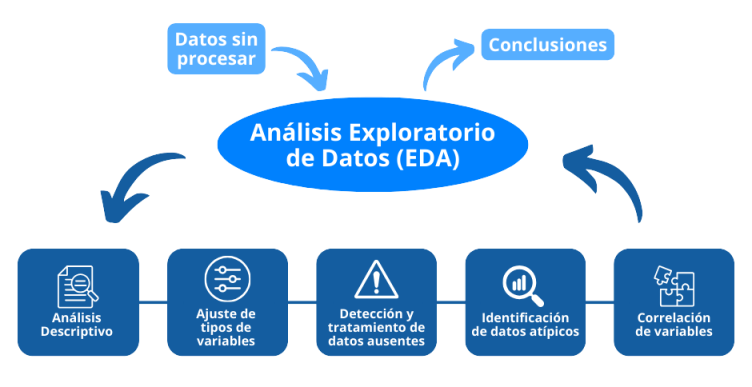 Datos sin
procesar
Conclusiones
Análisis Exploratorio
de Datos (EDA)
Análisis
Descriptivo
Ajuste de
tipos de
variables
Detección y
tratamiento de
datos ausentes
Identificación
de datos atípicos
Correlación
de variables